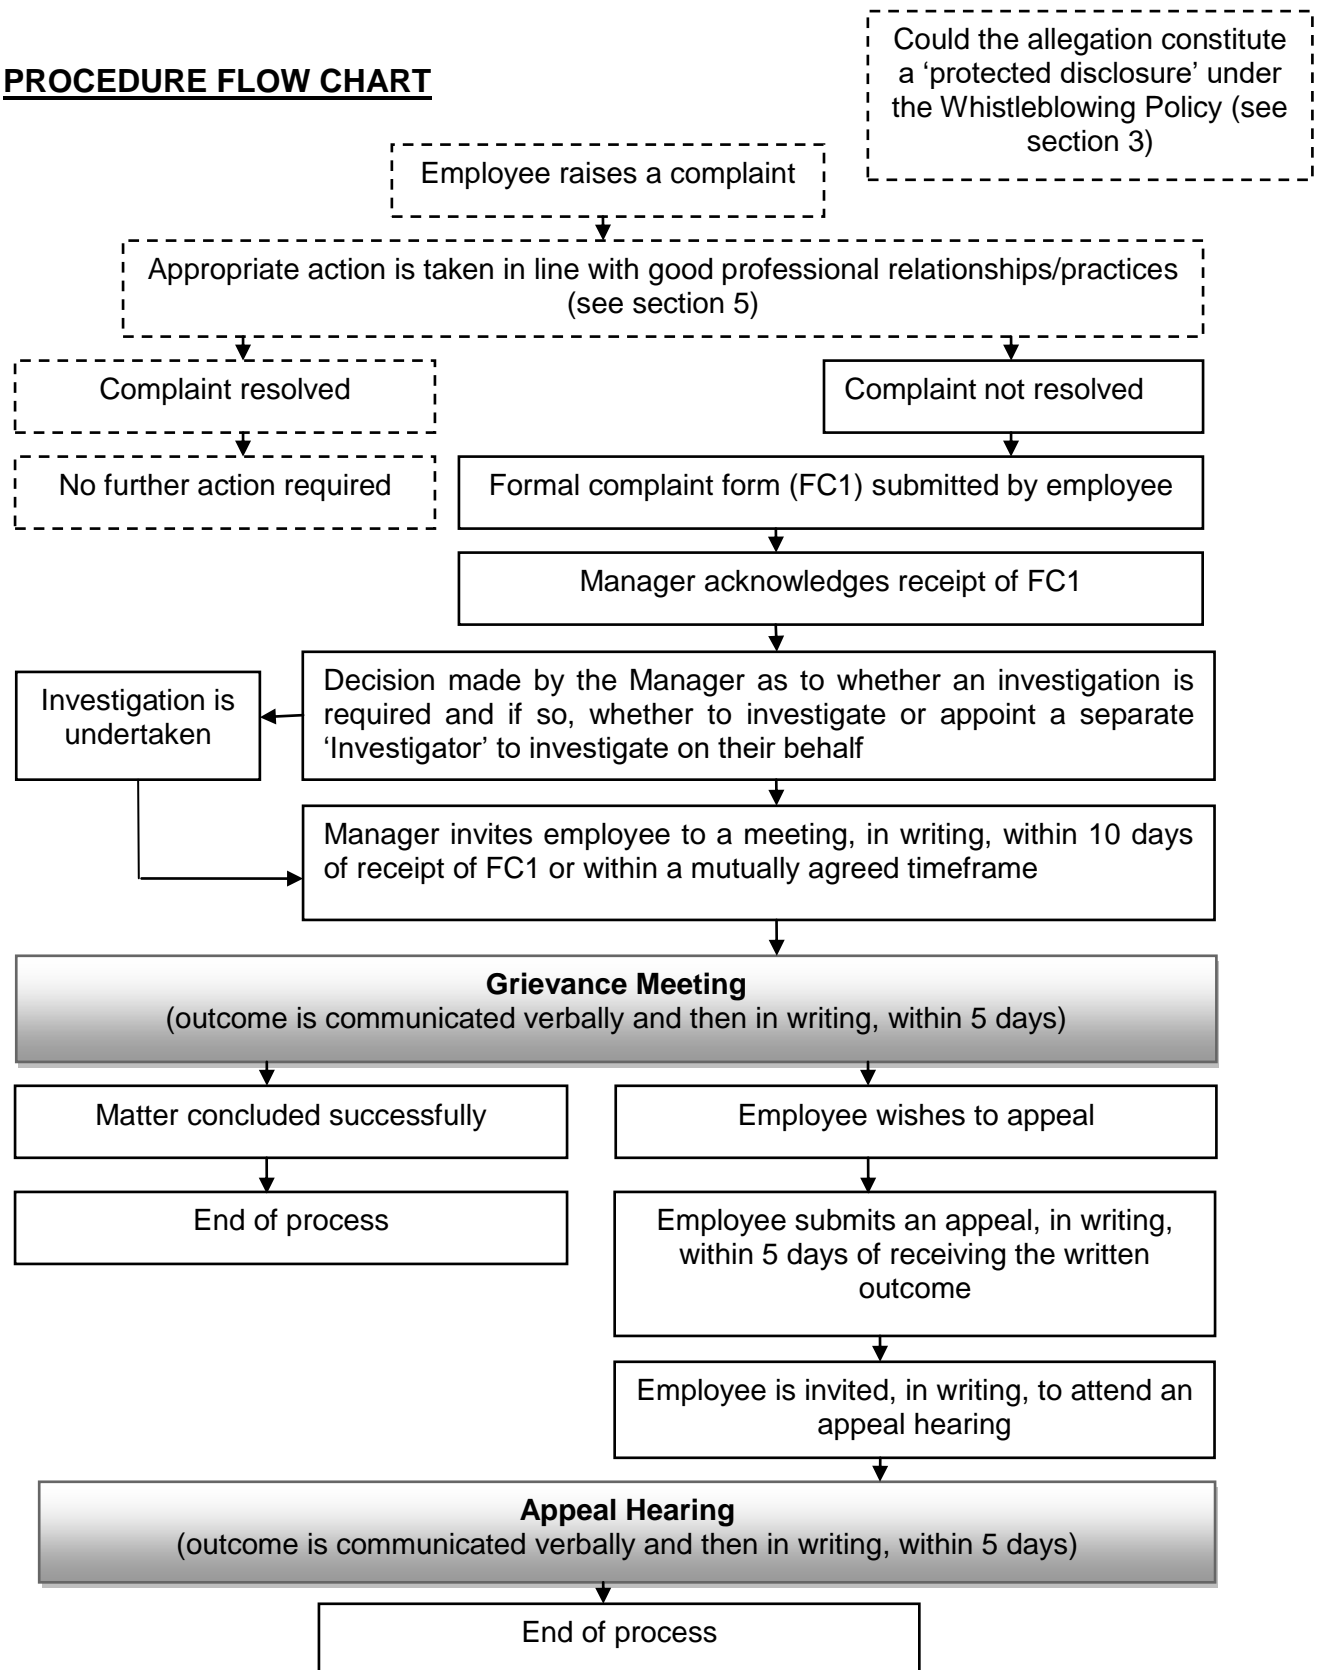 Could the allegation constitute
a ‘protected disclosure’ under
the Whistleblowing Policy (see
section 3)
PROCEDURE FLOW CHART
Employee raises a complaint
Appropriate action is taken in line with good professional relationships/practices
(see section 5)
Complaint resolved
Complaint not resolved
No further action required
Formal complaint form (FC1) submitted by employee
Manager acknowledges receipt of FC1
Investigation is
undertaken
Decision made by the Manager as to whether an investigation is
required and if so, whether to investigate or appoint a separate
‘Investigator’ to investigate on their behalf
Manager invites employee to a meeting, in writing, within 10 days
of receipt of FC1 or within a mutually agreed timeframe
Grievance Meeting
(outcome is communicated verbally and then in writing, within 5 days)
Matter concluded successfully
Employee wishes to appeal
End of process
Employee submits an appeal, in writing,
within 5 days of receiving the written
outcome
Employee is invited, in writing, to attend an
appeal hearing
Appeal Hearing
(outcome is communicated verbally and then in writing, within 5 days)
End of process